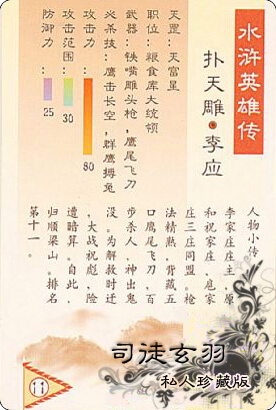 水浒英雄传
扑天雕·李应
天罡：天富星
职位：粮食库大统领
武器：铁嘴雕头枪，鹰尾飞刀
必杀技：鹰击长空，群鹰搏兔
攻击力：80
攻击范围：30
防御力：25
人物小传
李家庄庄主，原
和祝家庄、扈家
庄三庄同盟。枪
法精熟，背藏五
口鹰尾飞刀，百
步杀人，神出鬼
没。为解救时迁
，大战祝彪，险
遭暗算。自此，
归顺梁山。排名
第十一。
11
司徒玄羽
私人珍藏版